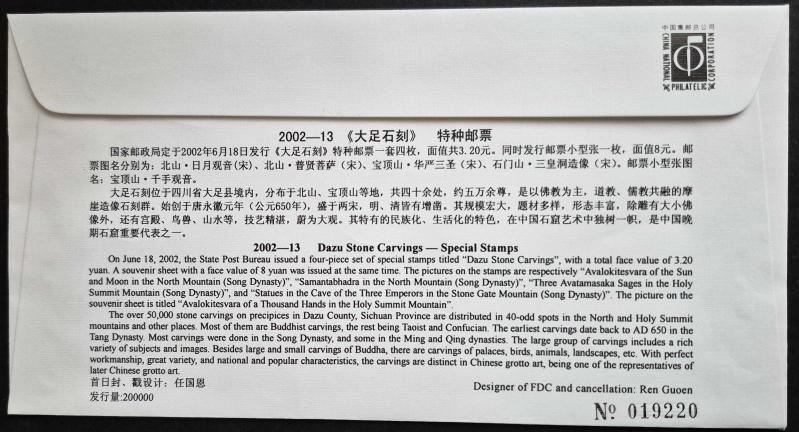 中国集邮总公司
CHINA NATIONAL
PHILATELIC
CORPORATION
2002—13 《大足石刻》 特种邮票
国家邮政局定于2002年6月18日发行《大足石刻》特种邮票一套四枚，面值共3.20元。同时发行邮票小型张一枚，面值8元。邮
票图名分别为：北山·日月观音(宋)、北山·普贤菩萨（宋）、宝顶山·华严三圣（宋）、石门山·三皇洞造像（宋）。邮票小型张图
名：宝顶山·千手观音。
大足石刻位于四川省大足县境内，分布于北山、宝顶山等地，共四十余处，约五万余尊，是以佛教为主，道教、儒教共融的摩
崖造像石刻群。始创于唐永徽元年（公元650年），盛于两宋，明、清皆有增凿。其规模宏大，题材多样，形态丰富，除雕有大小佛
像外，还有宫殿、鸟兽、山水等，技艺精湛，蔚为大观。其特有的民族化、生活化的特色，在中国石窟艺术中独树一帜，是中国晚
期石窟重要代表之一。
2002—13 Dazu Stone Carvings — Special Stamps
On June 18, 2002, the State Post Bureau issued a four-piece set of special stamps titled "Dazu Stone Carvings", with a total face value of 3.20
yuan. A souvenir sheet with a face value of 8 yuan was issued at the same time. The pictures on the stamps are respectively "Avalokitesvara of the Sun
and Moon in the North Mountain (Song Dynasty)", "Samantabhadra in the North Mountain (Song Dynasty)", "Three Avatamasaka Sages in the Holy
Summit Mountain (Song Dynasty)", and "Statues in the Cave of the Three Emperors in the Stone Gate Mountain (Song Dynasty)". The picture on the
souvenir sheet is titled "Avalokitesvara of a Thousand Hands in the Holy Summit Mountain".
The over 50,000 stone carvings on precipices in Dazu County, Sichuan Province are distributed in 40-odd spots in the North and Holy Summit
mountains and other places. Most of them are Buddhist carvings, the rest being Taoist and Confucian. The earliest carvings date back to AD 650 in the
Tang Dynasty. Most carvings were done in the Song Dynasty, and some in the Ming and Qing dynasties. The large group of carvings includes a rich
variety of subjects and images. Besides large and small carvings of Buddha, there are carvings of palaces, birds, animals, landscapes, etc. With perfect
workmanship, great variety, and national and popular characteristics, the carvings are distinct in Chinese grotto art, being one of the representatives of
later Chinese grotto art.
首日封、戳设计：任国恩
Designer of FDC and cancellation: Ren Guoen
发行量:200000
№ 019220